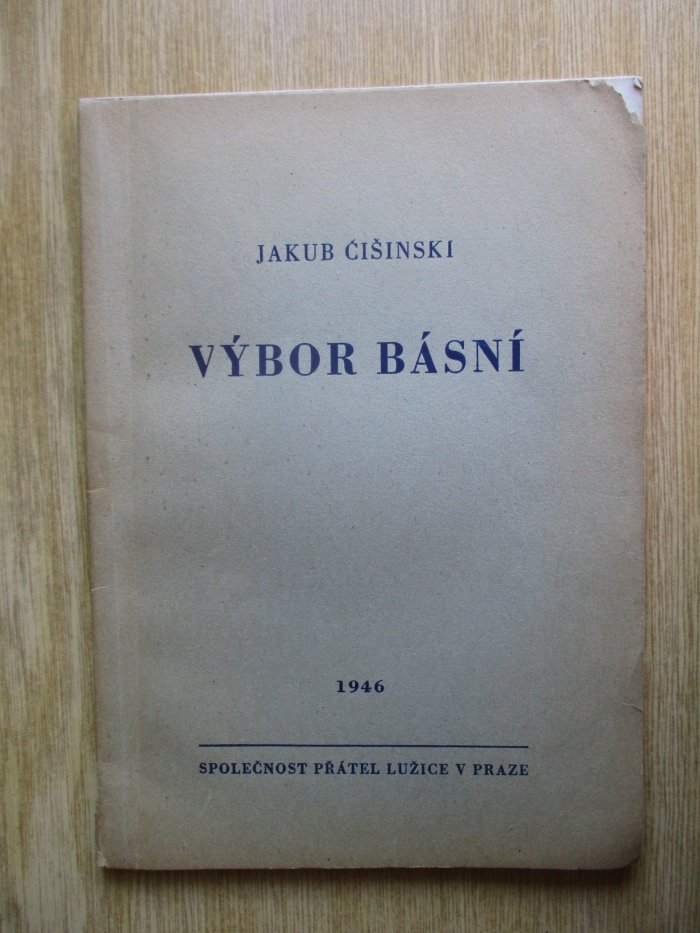 JAKUB ĆIŠINSKI
VÝBOR BÁSNÍ
1946
SPOLEČNOST PŘÁTEL LUŽICE V PRAZE